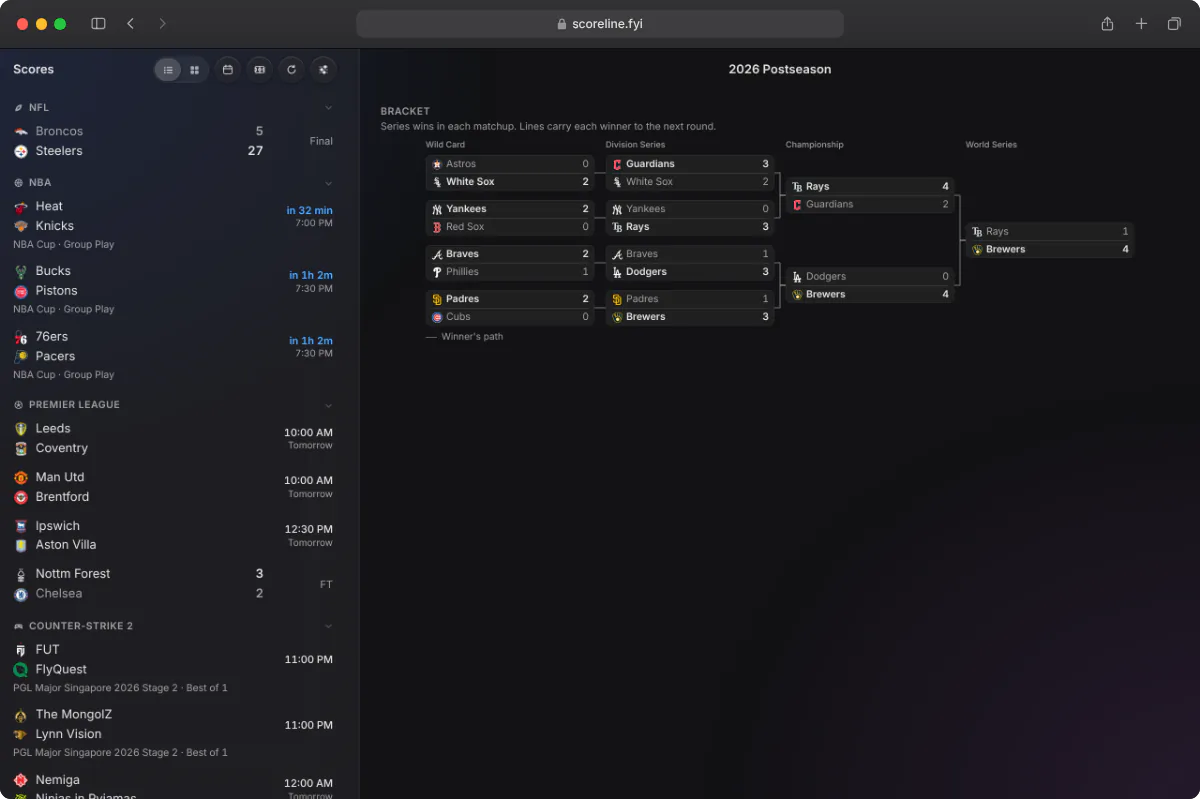 scoreline.fyi
Scores
NFL
Broncos 5
Steelers 27
Final
NBA
Heat
Knicks
in 32 min
7:00 PM
NBA Cup · Group Play
Bucks
Pistons
in 1h 2m
7:30 PM
NBA Cup · Group Play
76ers
Pacers
in 1h 2m
7:30 PM
NBA Cup · Group Play
PREMIER LEAGUE
Leeds
Coventry
10:00 AM
Tomorrow
Man Utd
Brentford
10:00 AM
Tomorrow
Ipswich
Aston Villa
12:30 PM
Tomorrow
Nottm Forest 3
Chelsea 2
FT
COUNTER-STRIKE 2
FUT
FlyQuest
11:00 PM
PGL Major Singapore 2026 Stage 2 · Best of 1
The MongolZ
Lynn Vision
11:00 PM
PGL Major Singapore 2026 Stage 2 · Best of 1
Nemiga
Ninjas in Pyjamas
12:00 AM
Tomorrow
2026 Postseason
BRACKET
Series wins in each matchup. Lines carry each winner to the next round.
Wild Card
Astros 0
White Sox 2
Yankees 2
Red Sox 0
Braves 2
Phillies 1
Padres 2
Cubs 0
Winner's path
Division Series
Guardians 3
White Sox 2
Yankees 0
Rays 3
Braves 1
Dodgers 3
Padres 1
Brewers 3
Championship
Rays 4
Guardians 2
Dodgers 0
Brewers 4
World Series
Rays 1
Brewers 4